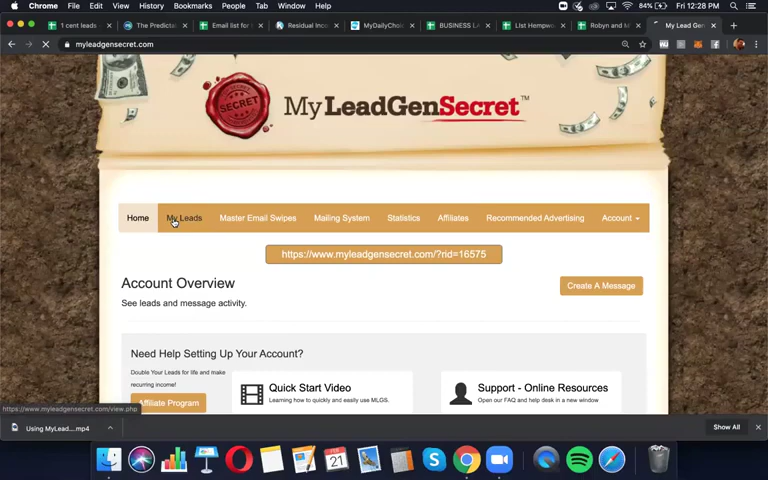 Chrome File Edit View History Bookmarks People Tab Window Help 84% Fri 12:28 PM
1 cent leads The Predicta Email list for Residual Inco MyDailyChoic BUSINESS LA List Hempwo Robyn and M My Lead Gen
myleadgensecret.com
SECRET
My LeadGenSecret™
Home My Leads Master Email Swipes Mailing System Statistics Affiliates Recommended Advertising Account
https://www.myleadgensecret.com/?rid=16575
Account Overview
Create A Message
See leads and message activity.
Need Help Setting Up Your Account?
Double Your Leads for life and make
recurring income!
Affiliate Program
Quick Start Video
Learning how to quickly and easily use MLGS.
Support - Online Resources
Open our FAQ and help desk in a new window
https://www.myleadgensecret.com/view.php
Using MyLead....mp4
Show All
21